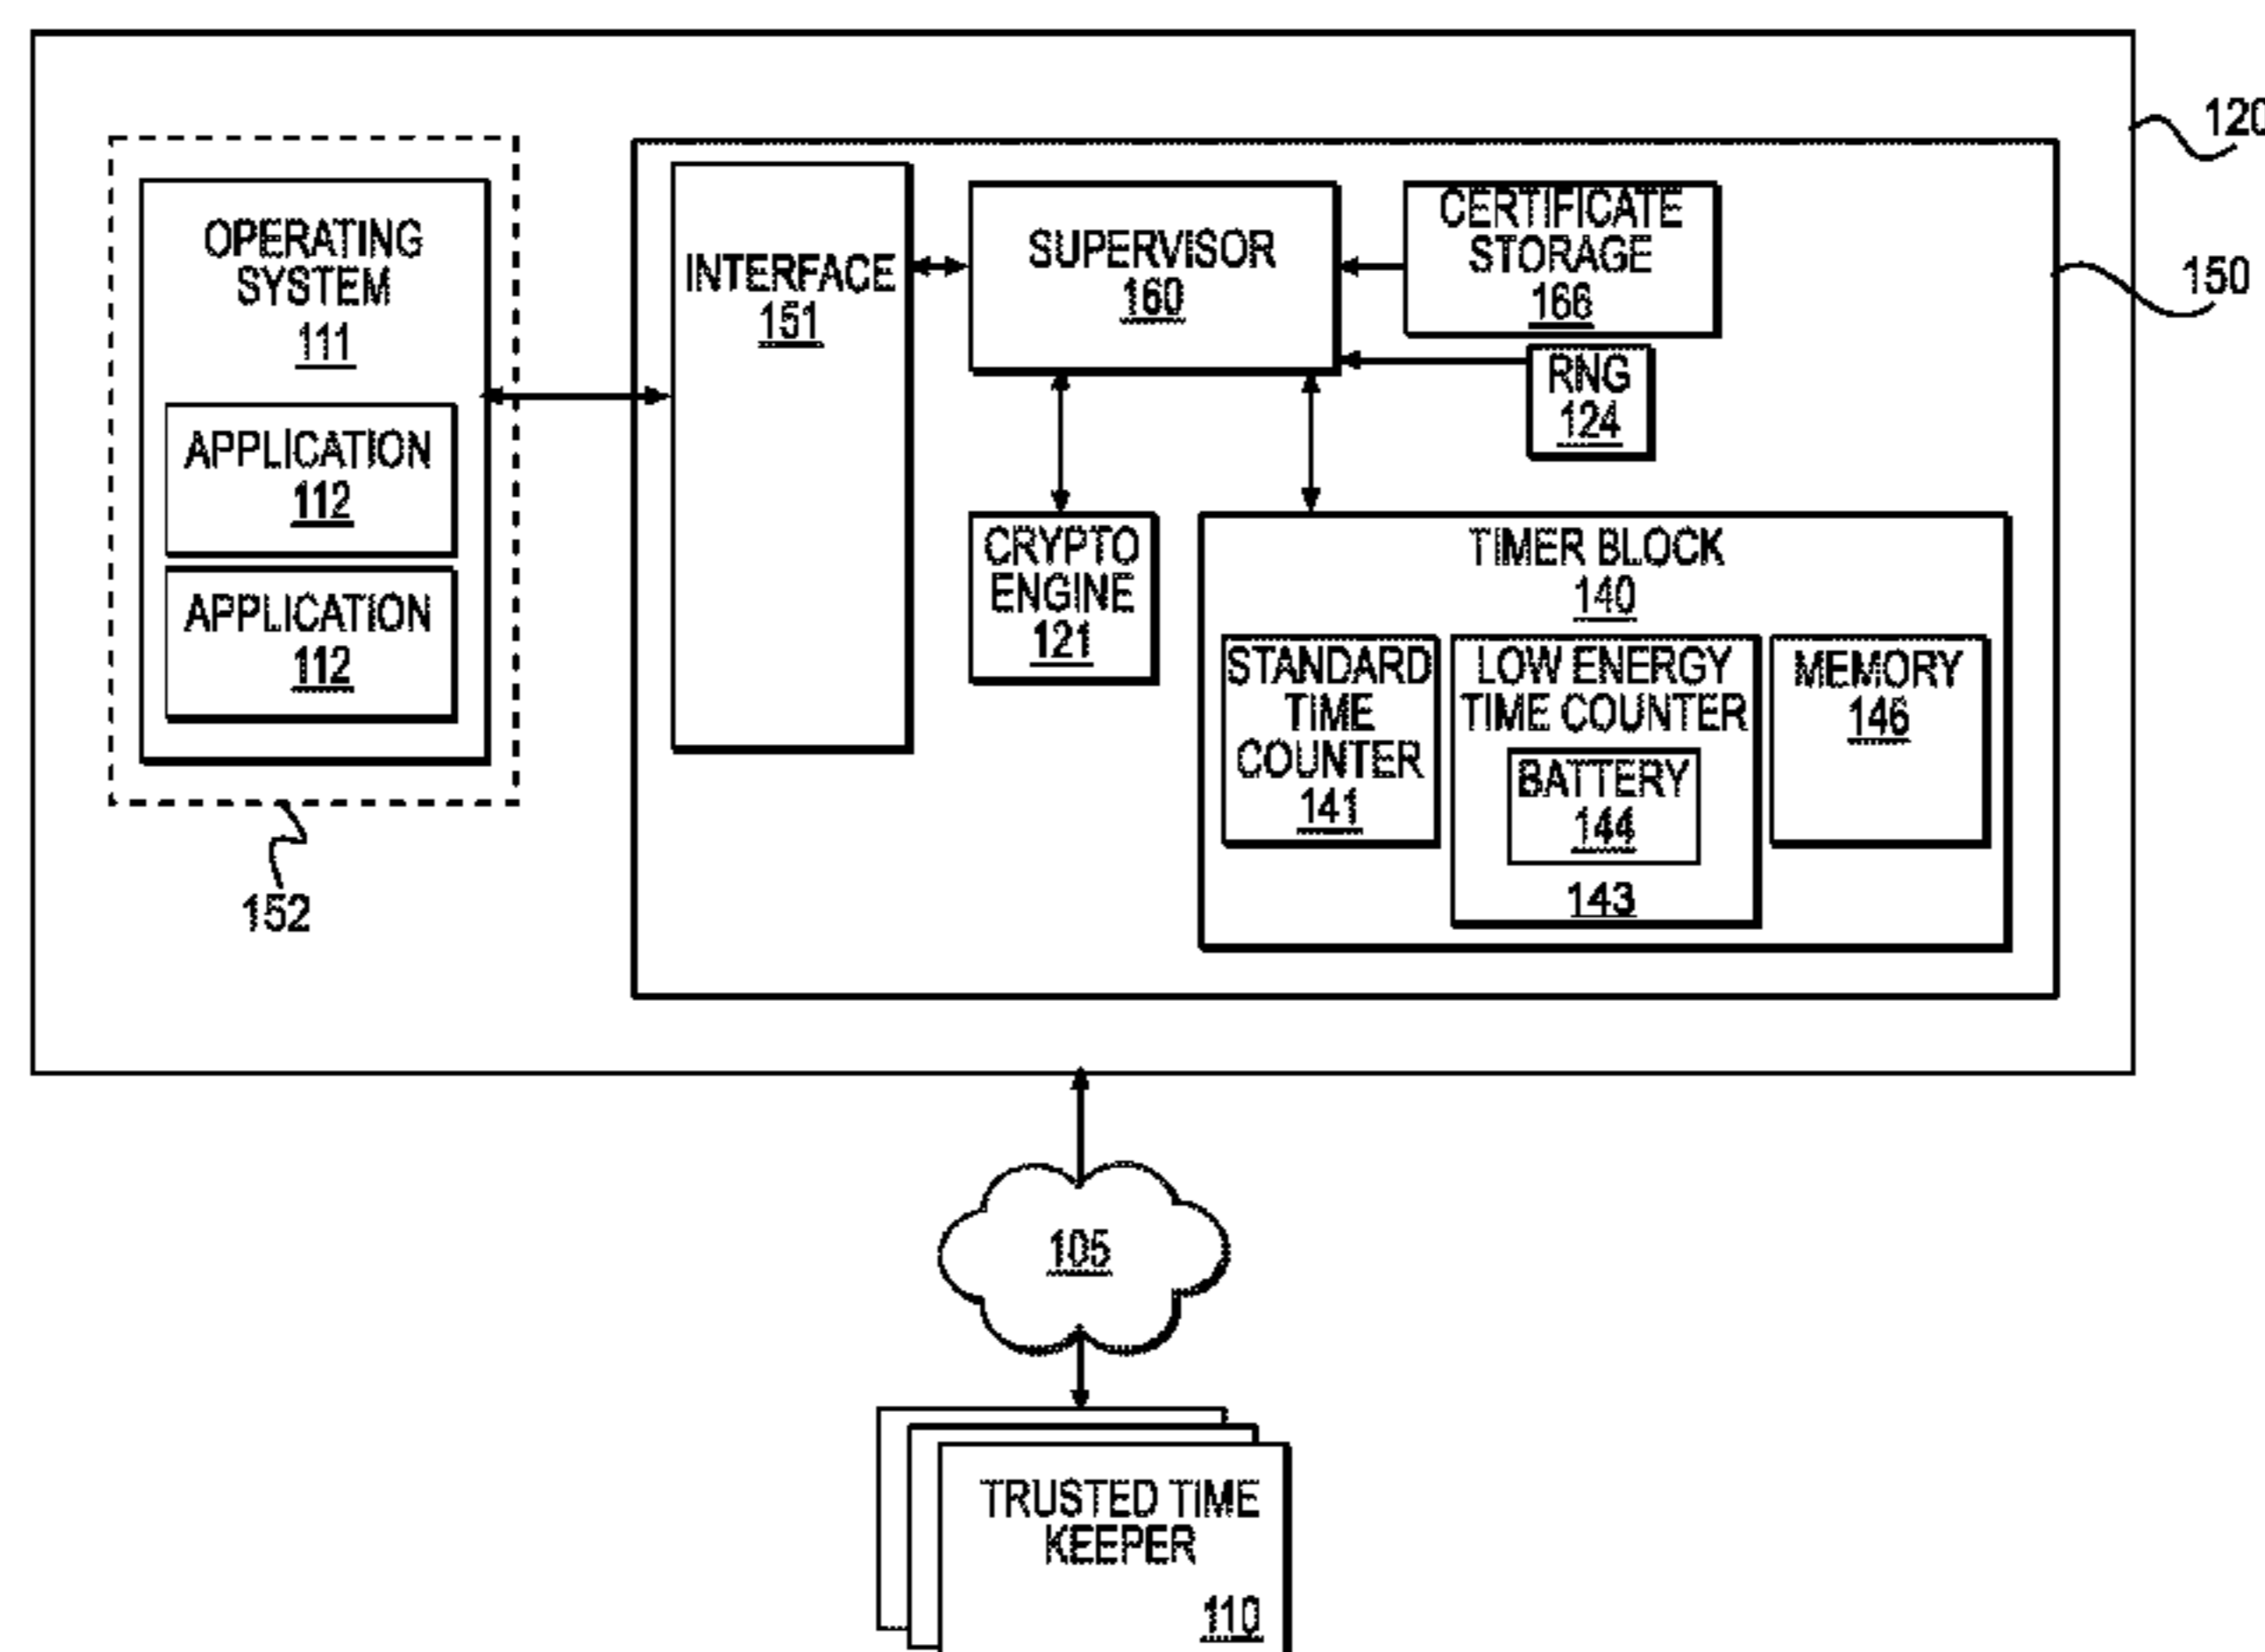 120
150
OPERATING
SYSTEM
111
APPLICATION
112
APPLICATION
112
152
INTERFACE
151
SUPERVISOR
160
CERTIFICATE
STORAGE
166
RNG
124
CRYPTO
ENGINE
121
TIMER BLOCK
140
STANDARD
TIME
COUNTER
141
LOW ENERGY
TIME COUNTER
BATTERY
144
143
MEMORY
146
105
TRUSTED TIME
KEEPER
110